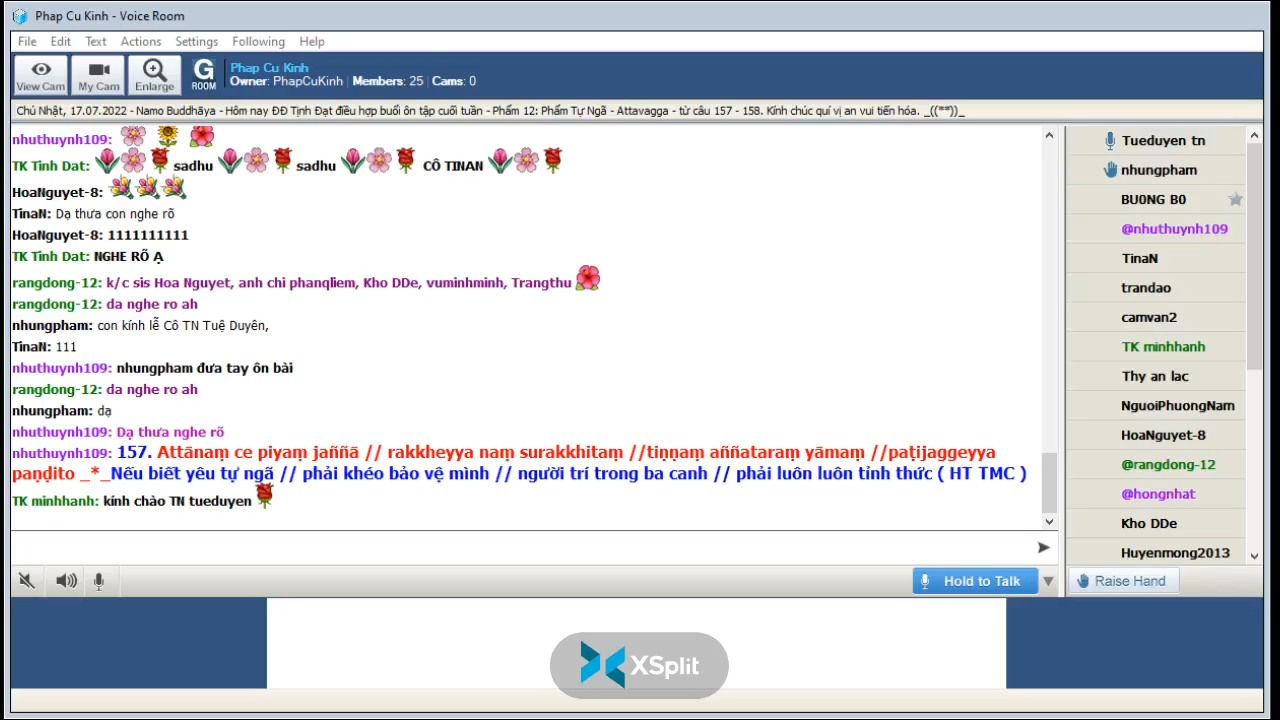 Phap Cu Kinh - Voice Room
File Edit Text Actions Settings Following Help
View Cam My Cam Enlarge G ROOM
Phap Cu Kinh
Owner: PhapCuKinh | Members: 25 | Cams: 0
Chủ Nhật, 17.07.2022 - Namo Buddhāya - Hôm nay ĐĐ Tịnh Đạt điều hợp buổi ôn tập cuối tuần - Phẩm 12: Phẩm Tự Ngã - Attavagga - từ câu 157 - 158. Kính chúc quí vị an vui tiến hóa. _((**))_
nhuthuynh109:
TK Tinh Dat: sadhu sadhu CÔ TINAN
HoaNguyet-8:
TinaN: Dạ thưa con nghe rõ
HoaNguyet-8: 1111111111
TK Tinh Dat: NGHE RÕ Ạ
rangdong-12: k/c sis Hoa Nguyet, anh chi phanqliem, Kho DDe, vuminhminh, Trangthu
rangdong-12: da nghe ro ah
nhungpham: con kính lễ Cô TN Tuệ Duyên,
TinaN: 111
nhuthuynh109: nhungpham đưa tay ôn bài
rangdong-12: da nghe ro ah
nhungpham: dạ
nhuthuynh109: Dạ thưa nghe rõ
nhuthuynh109: 157. Attānaṃ ce piyaṃ jaññā // rakkheyya naṃ surakkhitaṃ //tiṇṇaṃ aññataraṃ yāmaṃ //paṭijaggeyya
paṇḍito _*_Nếu biết yêu tự ngã // phải khéo bảo vệ mình // người trí trong ba canh // phải luôn luôn tỉnh thức ( HT TMC )
TK minhhanh: kính chào TN tueduyen
Tueduyen tn
nhungpham
BU0NG B0
@nhuthuynh109
TinaN
trandao
camvan2
TK minhhanh
Thy an lac
NguoiPhuongNam
HoaNguyet-8
@rangdong-12
@hongnhat
Kho DDe
Huyenmong2013
Hold to Talk
Raise Hand
XSplit